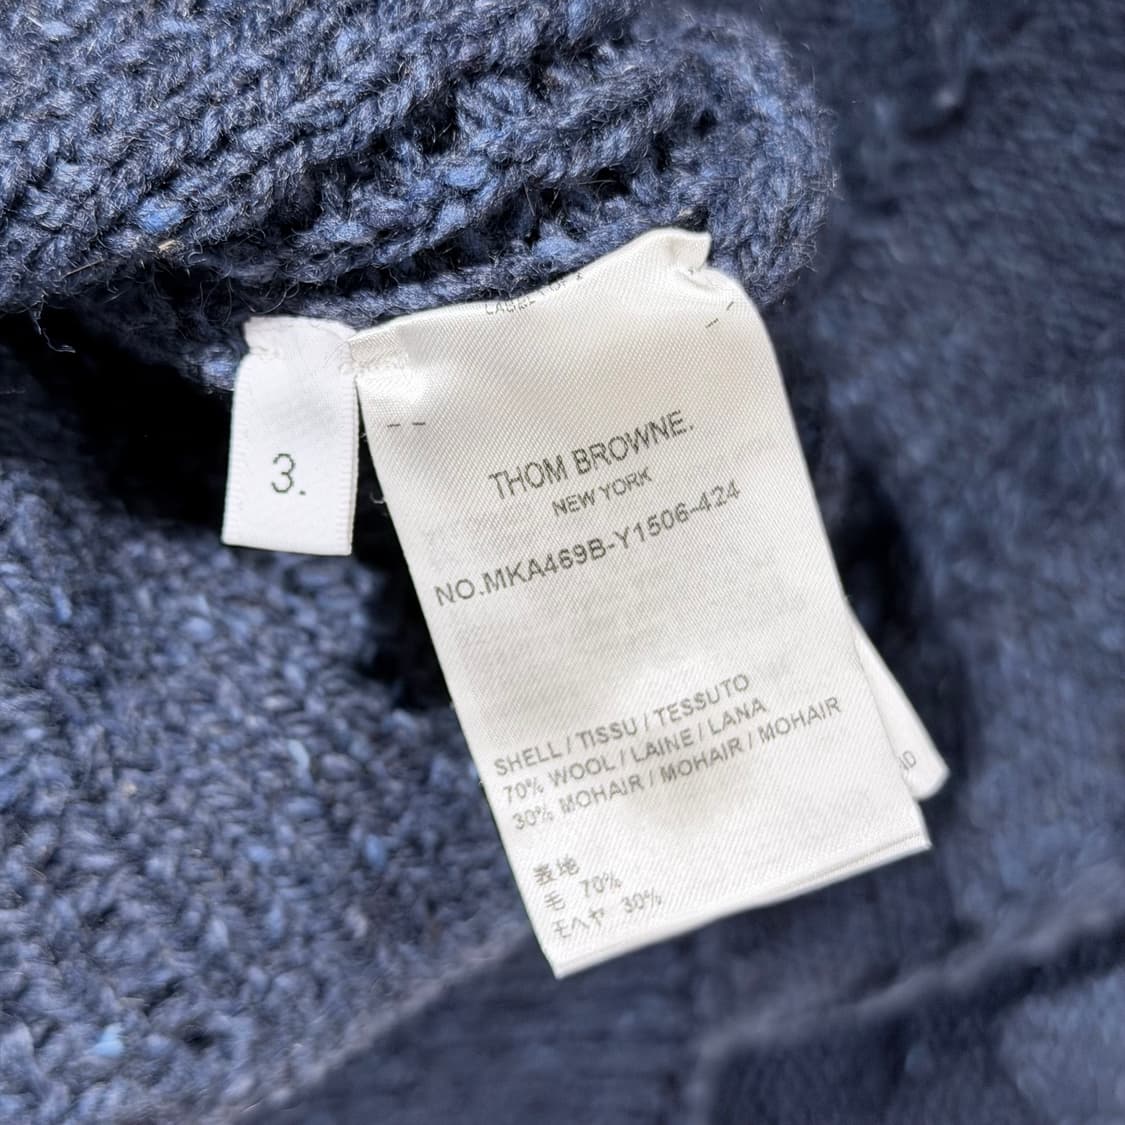 3.
THOM BROWNE.
NEW YORK
NO.MKA469B-Y1506-424
SHELL / TISSU / TESSUTO
70% WOOL / LAINE / LANA
30% MOHAIR / MOHAIR / MOHAIR
表地
毛 70%
モヘヤ 30%